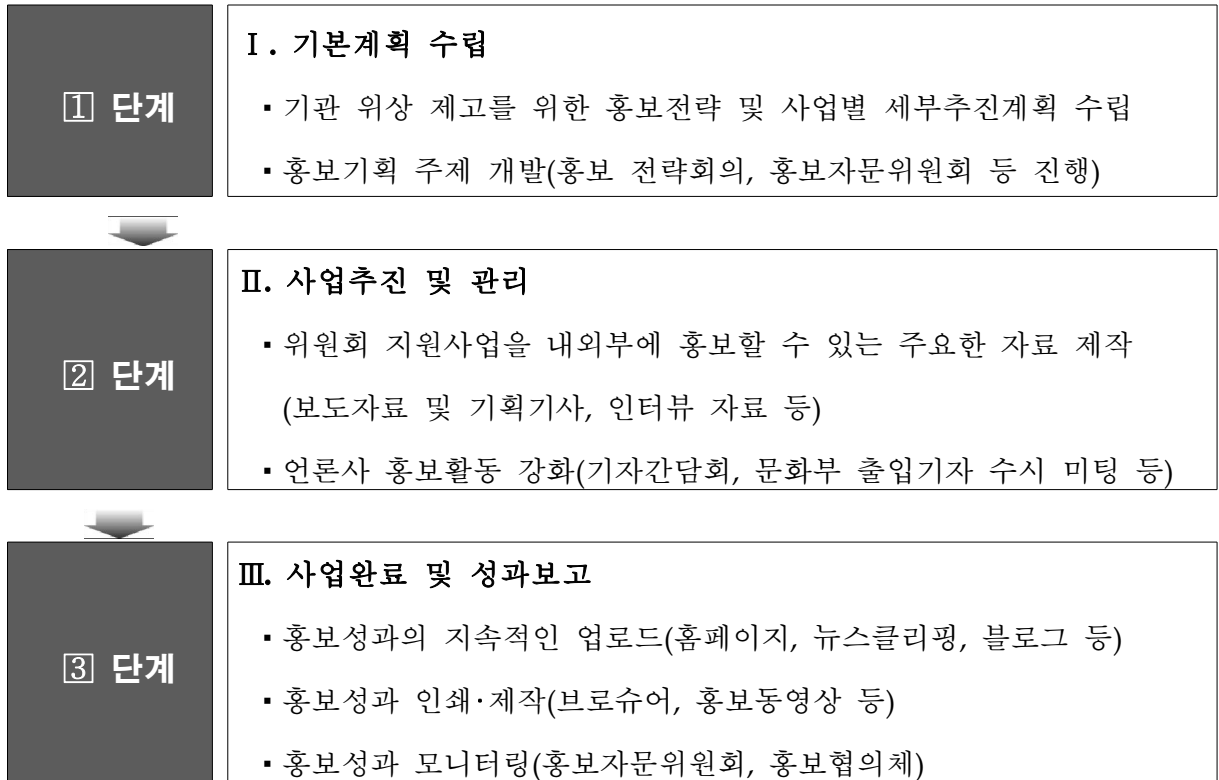 1 단계
Ⅰ. 기본계획 수립
▪ 기관 위상 제고를 위한 홍보전략 및 사업별 세부추진계획 수립
▪ 홍보기획 주제 개발(홍보 전략회의, 홍보자문위원회 등 진행)
2 단계
Ⅱ. 사업추진 및 관리
▪ 위원회 지원사업을 내외부에 홍보할 수 있는 주요한 자료 제작
(보도자료 및 기획기사, 인터뷰 자료 등)
▪ 언론사 홍보활동 강화(기자간담회, 문화부 출입기자 수시 미팅 등)
3 단계
Ⅲ. 사업완료 및 성과보고
▪ 홍보성과의 지속적인 업로드(홈페이지, 뉴스클리핑, 블로그 등)
▪ 홍보성과 인쇄·제작(브로슈어, 홍보동영상 등)
▪ 홍보성과 모니터링(홍보자문위원회, 홍보협의체)